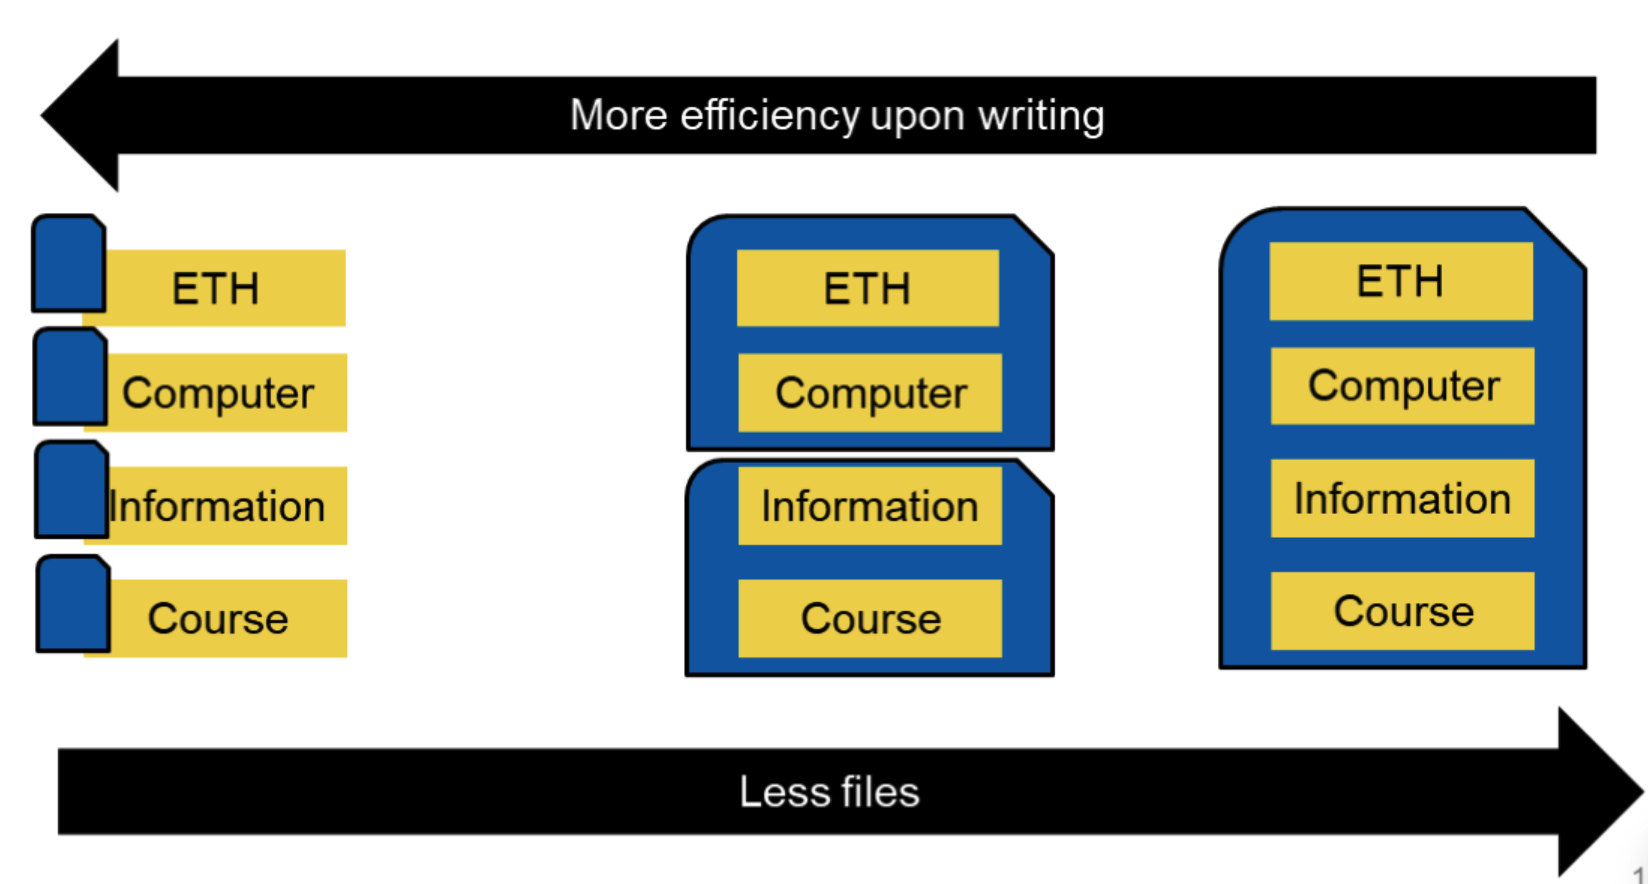 More efficiency upon writing
ETH
Computer
Information
Course
ETH
Computer
Information
Course
ETH
Computer
Information
Course
Less files
1